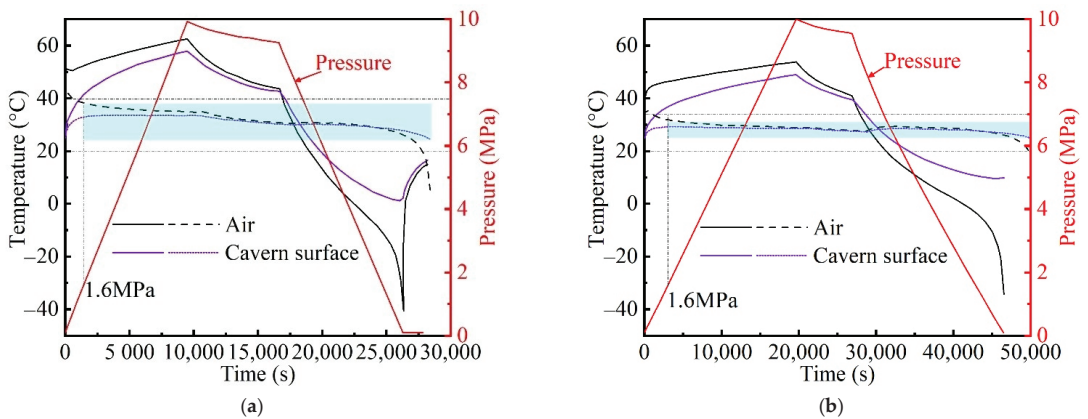 60
40
20
0
–20
–40
Temperature (°C)
10
8
6
4
2
0
Pressure (MPa)
Pressure
Air
Cavern surface
1.6MPa
0
5 000
10,000
15,000
20,000
25,000
30,000
Time (s)
(a)
60
40
20
0
–20
–40
Temperature (°C)
10
8
6
4
2
0
Pressure (MPa)
Pressure
Air
Cavern surface
1.6MPa
0
10,000
20,000
30,000
40,000
50,000
Time (s)
(b)